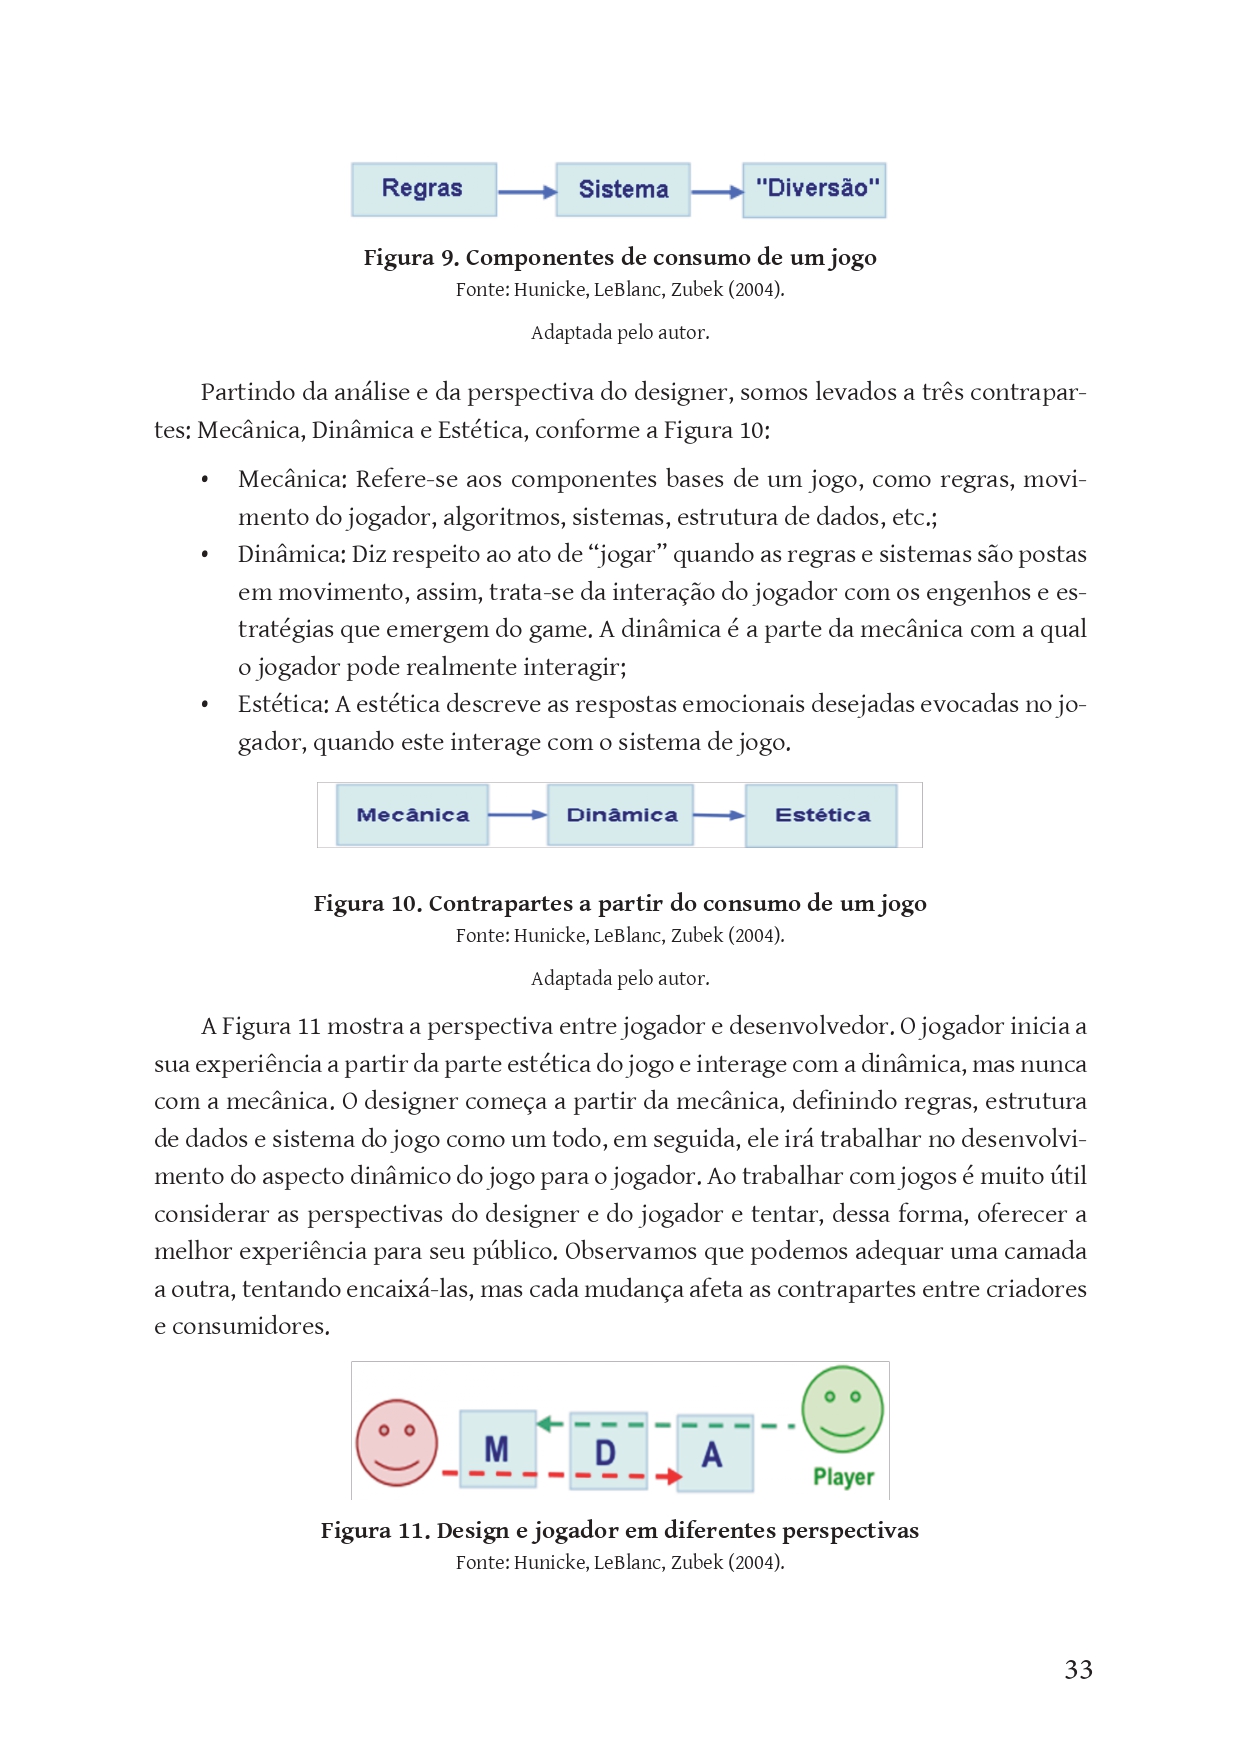 Regras Sistema "Diversão"
Figura 9. Componentes de consumo de um jogo
Fonte: Hunicke, LeBlanc, Zubek (2004).
Adaptada pelo autor.
Partindo da análise e da perspectiva do designer, somos levados a três contrapar-
tes: Mecânica, Dinâmica e Estética, conforme a Figura 10:
• Mecânica: Refere-se aos componentes bases de um jogo, como regras, movi-
mento do jogador, algoritmos, sistemas, estrutura de dados, etc.;
• Dinâmica: Diz respeito ao ato de “jogar” quando as regras e sistemas são postas
em movimento, assim, trata-se da interação do jogador com os engenhos e es-
tratégias que emergem do game. A dinâmica é a parte da mecânica com a qual
o jogador pode realmente interagir;
• Estética: A estética descreve as respostas emocionais desejadas evocadas no jo-
gador, quando este interage com o sistema de jogo.
Mecânica Dinâmica Estética
Figura 10. Contrapartes a partir do consumo de um jogo
Fonte: Hunicke, LeBlanc, Zubek (2004).
Adaptada pelo autor.
A Figura 11 mostra a perspectiva entre jogador e desenvolvedor. O jogador inicia a
sua experiência a partir da parte estética do jogo e interage com a dinâmica, mas nunca
com a mecânica. O designer começa a partir da mecânica, definindo regras, estrutura
de dados e sistema do jogo como um todo, em seguida, ele irá trabalhar no desenvolvi-
mento do aspecto dinâmico do jogo para o jogador. Ao trabalhar com jogos é muito útil
considerar as perspectivas do designer e do jogador e tentar, dessa forma, oferecer a
melhor experiência para seu público. Observamos que podemos adequar uma camada
a outra, tentando encaixá-las, mas cada mudança afeta as contrapartes entre criadores
e consumidores.
M D A
Player
Figura 11. Design e jogador em diferentes perspectivas
Fonte: Hunicke, LeBlanc, Zubek (2004).
33